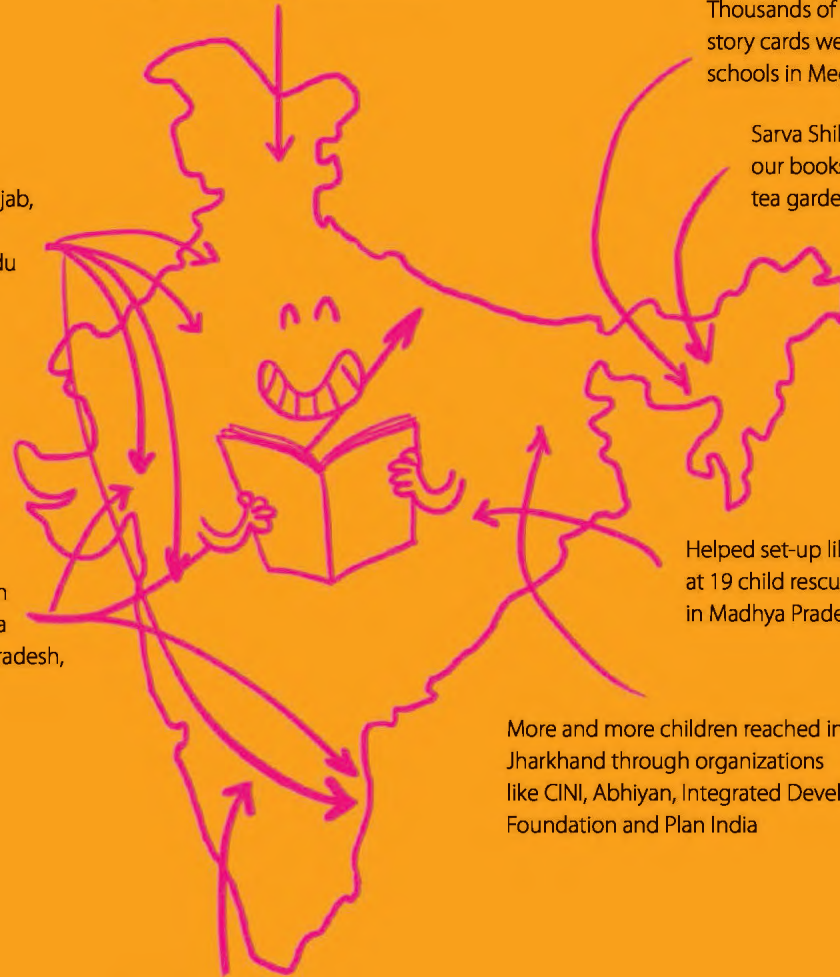 Thousands of
story cards we
schools in Me
Sarva Shi
our books
tea garde
jab,
du
n
a
radesh,
Helped set-up li
at 19 child rescu
in Madhya Prade
More and more children reached in
Jharkhand through organizations
like CINI, Abhiyan, Integrated Devel
Foundation and Plan India